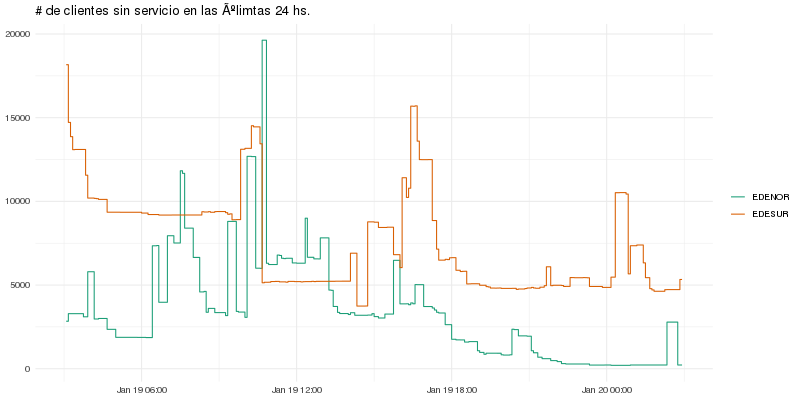 # de clientes sin servicio en las Ãºlimtas 24 hs.
20000
15000
10000
5000
0
Jan 19 06:00
Jan 19 12:00
Jan 19 18:00
Jan 20 00:00
EDENOR
EDESUR